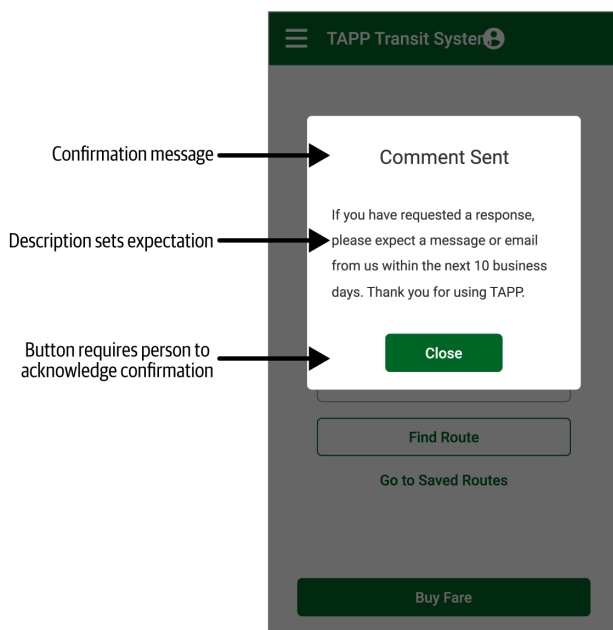 TAPP Transit System
Confirmation message
Comment Sent
Description sets expectation
If you have requested a response,
please expect a message or email
from us within the next 10 business
days. Thank you for using TAPP.
Button requires person to
acknowledge confirmation
Close
Find Route
Go to Saved Routes
Buy Fare